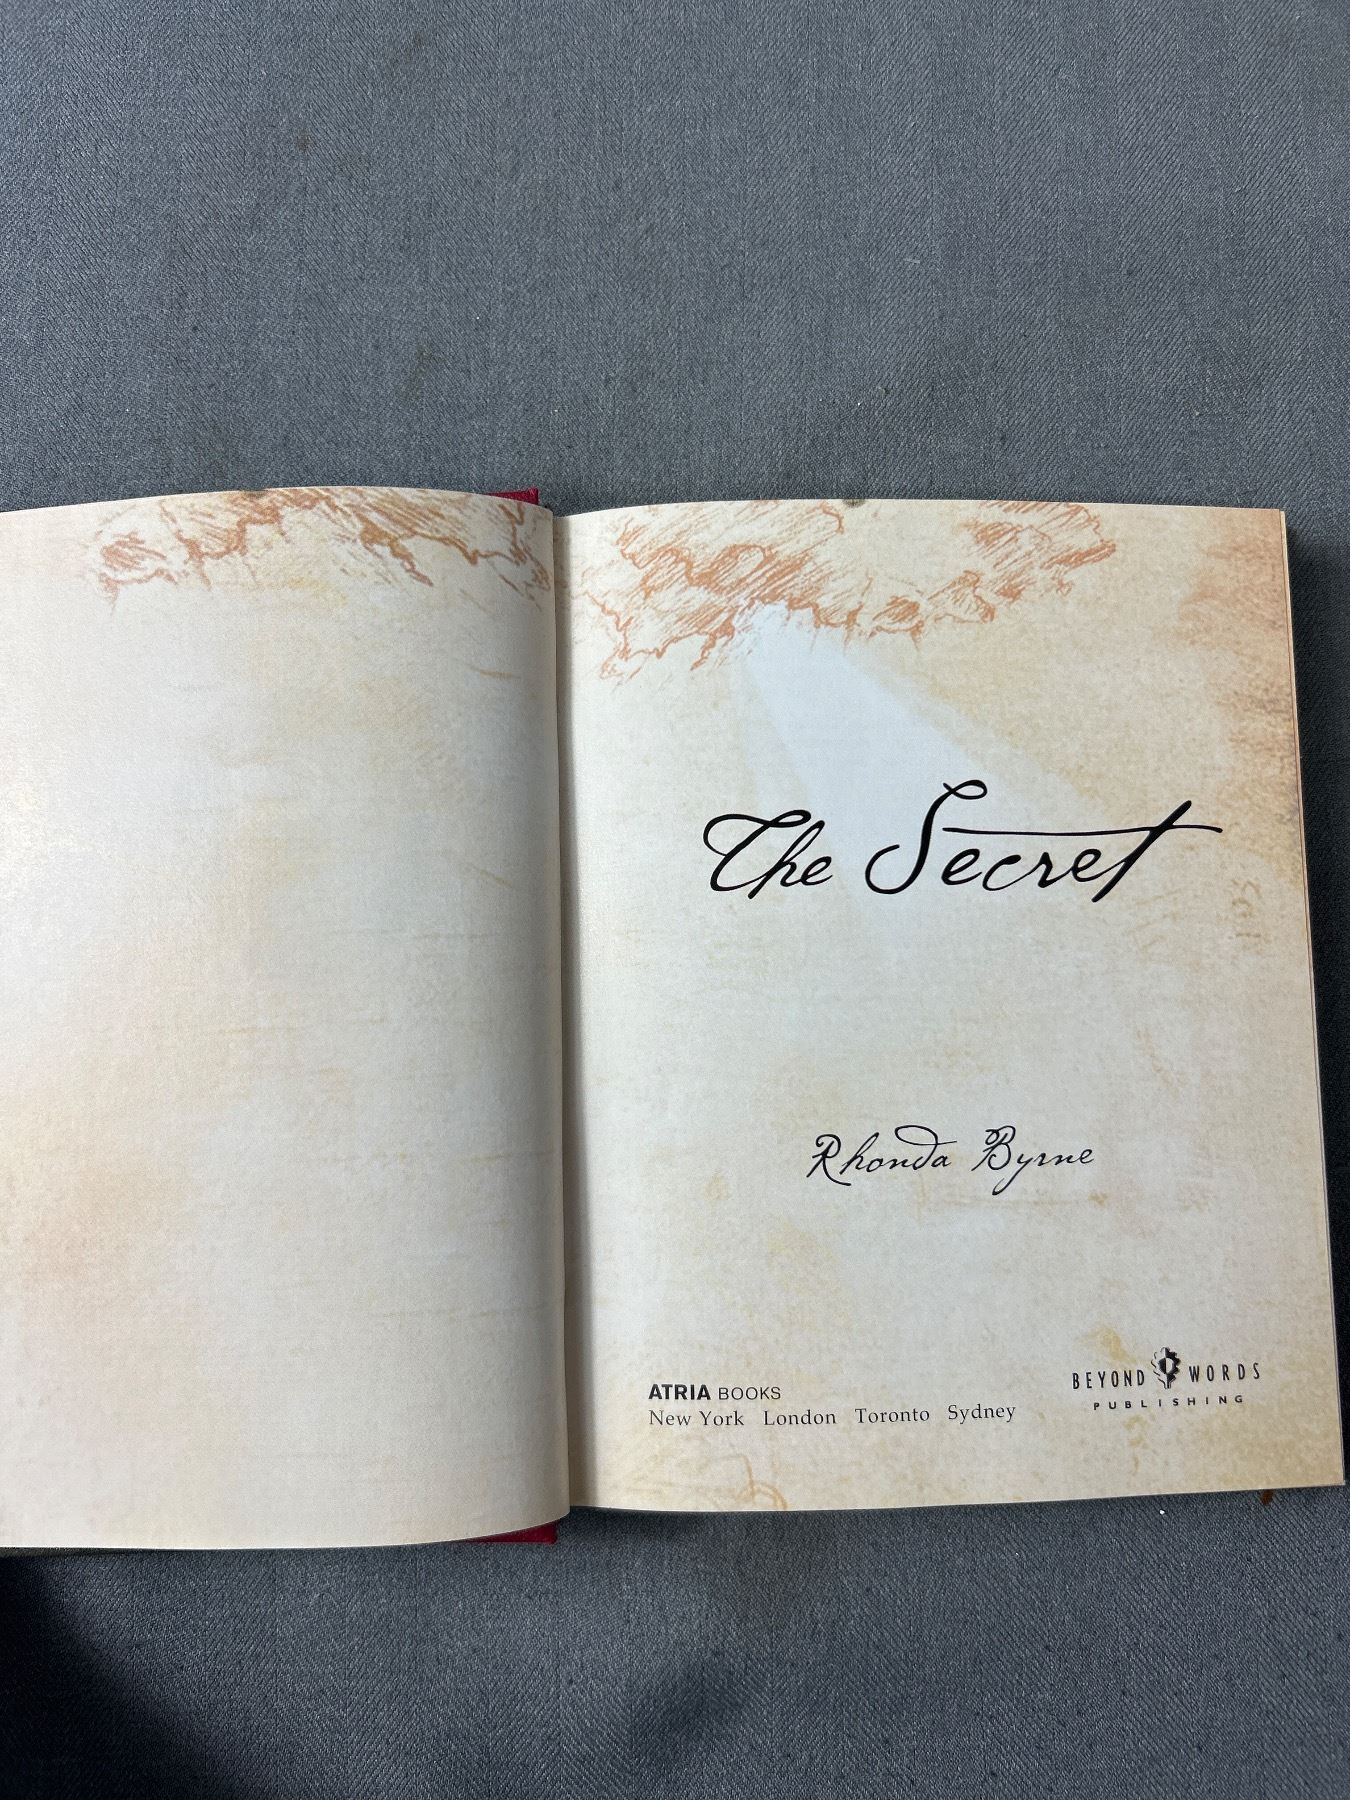 The Secret
Rhonda Byrne
ATRIA BOOKS
New York London Toronto Sydney
BEYOND WORDS
PUBLISHING